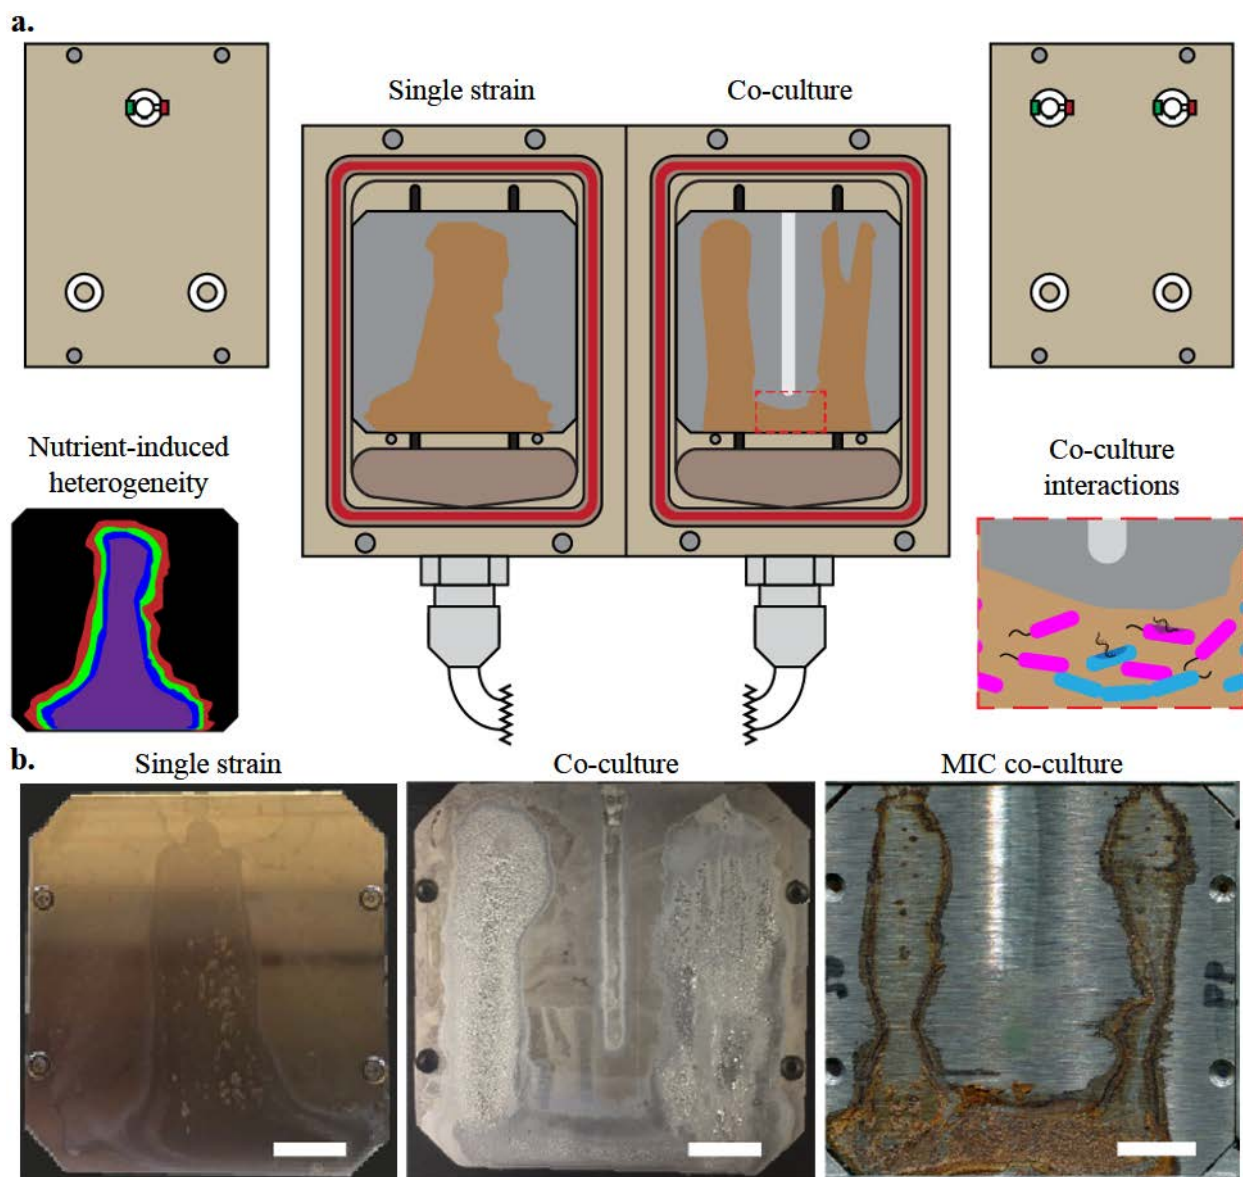 a.
Single strain
Co-culture
Nutrient-induced
heterogeneity
Co-culture
interactions
b.
Single strain
Co-culture
MIC co-culture